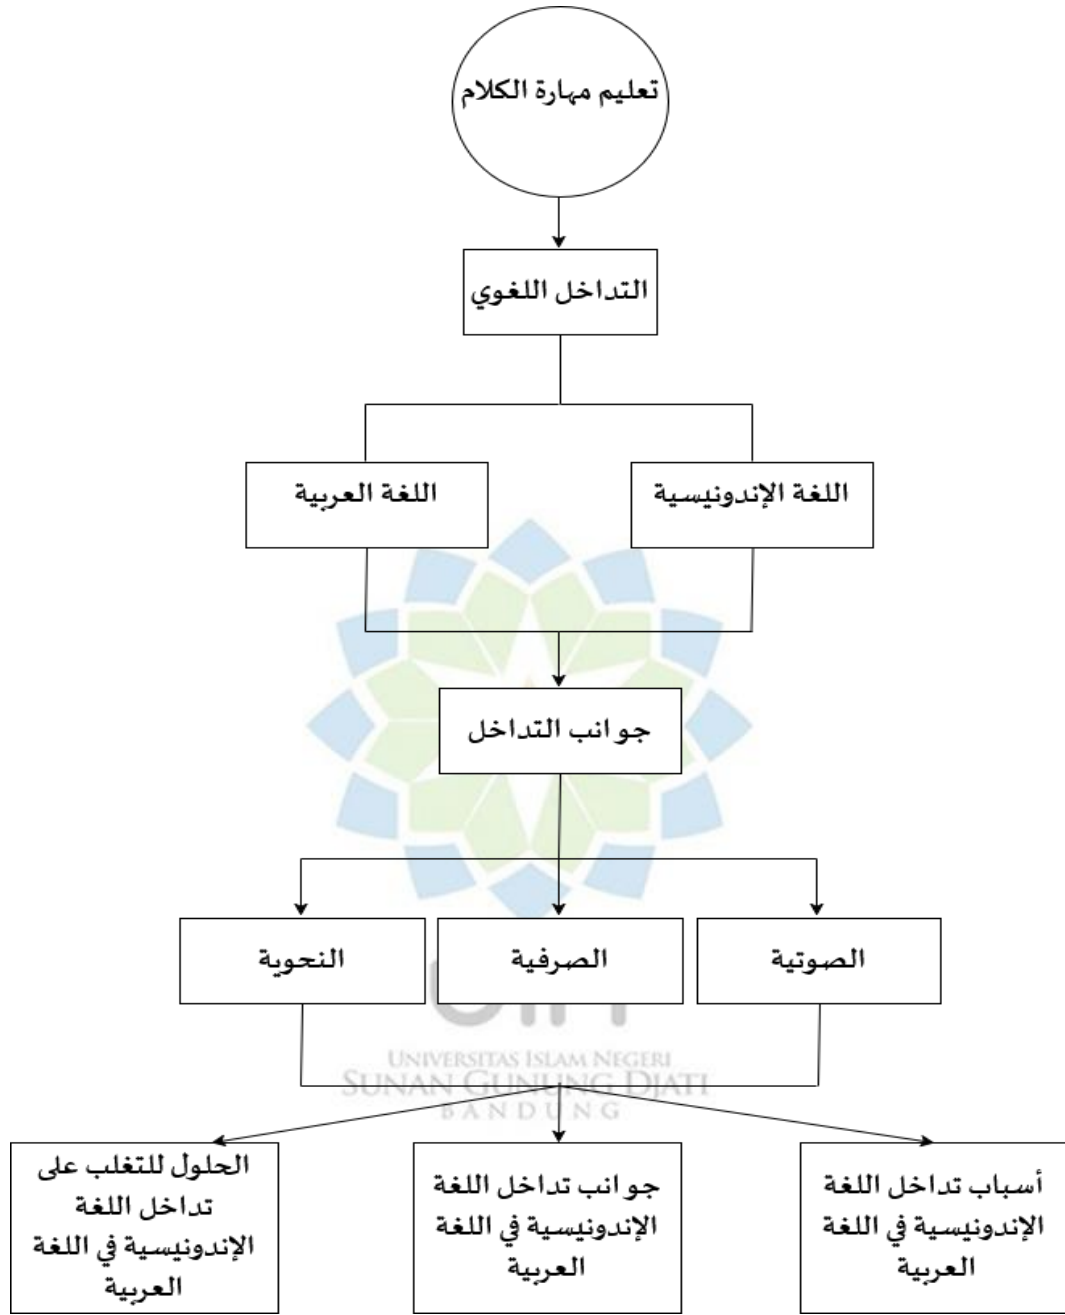 تعليم مهارة الكلام
التداخل اللغوي
اللغة الإندونيسية
اللغة العربية
جوانب التداخل
الصوتية
الصرفية
النحوية
UNIVERSITAS ISLAM NEGERI
SUNAN GUNUNG DJATI
BANDUNG
أسباب تداخل اللغة
الإندونيسية في اللغة
العربية
جوانب تداخل اللغة
الإندونيسية في اللغة
العربية
الحلول للتغلب على
تداخل اللغة
الإندونيسية في اللغة
العربية